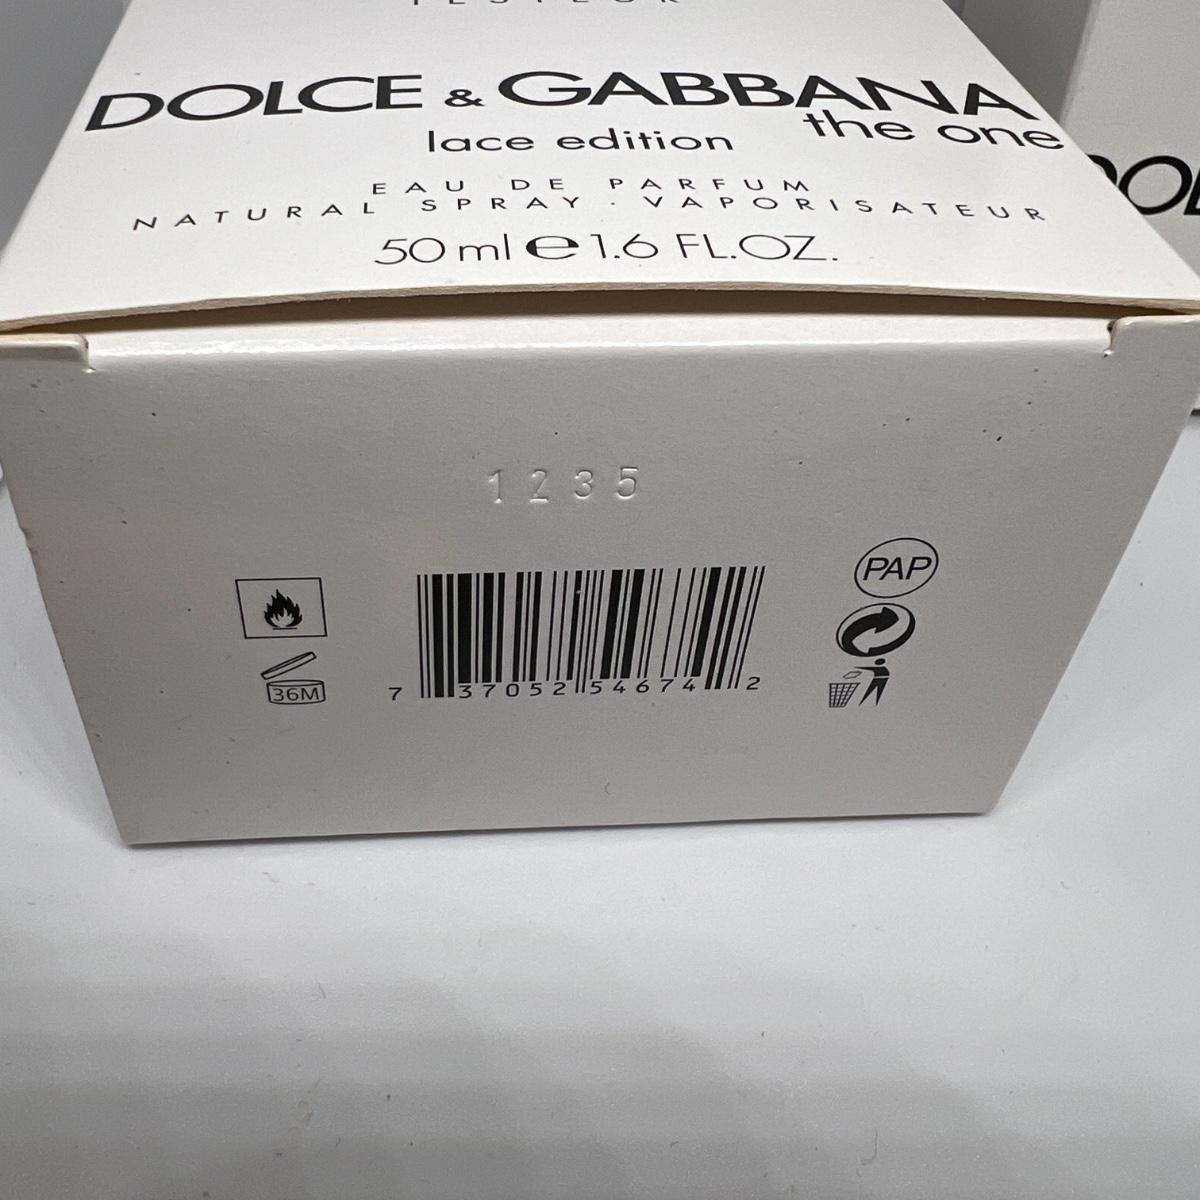 DOLCE & GABBANA
the one
lace edition
EAU DE PARFUM
NATURAL SPRAY · VAPORISATEUR
50 ml e 1.6 FL.OZ.
1235
PAP
36M
7 37052 54674 2